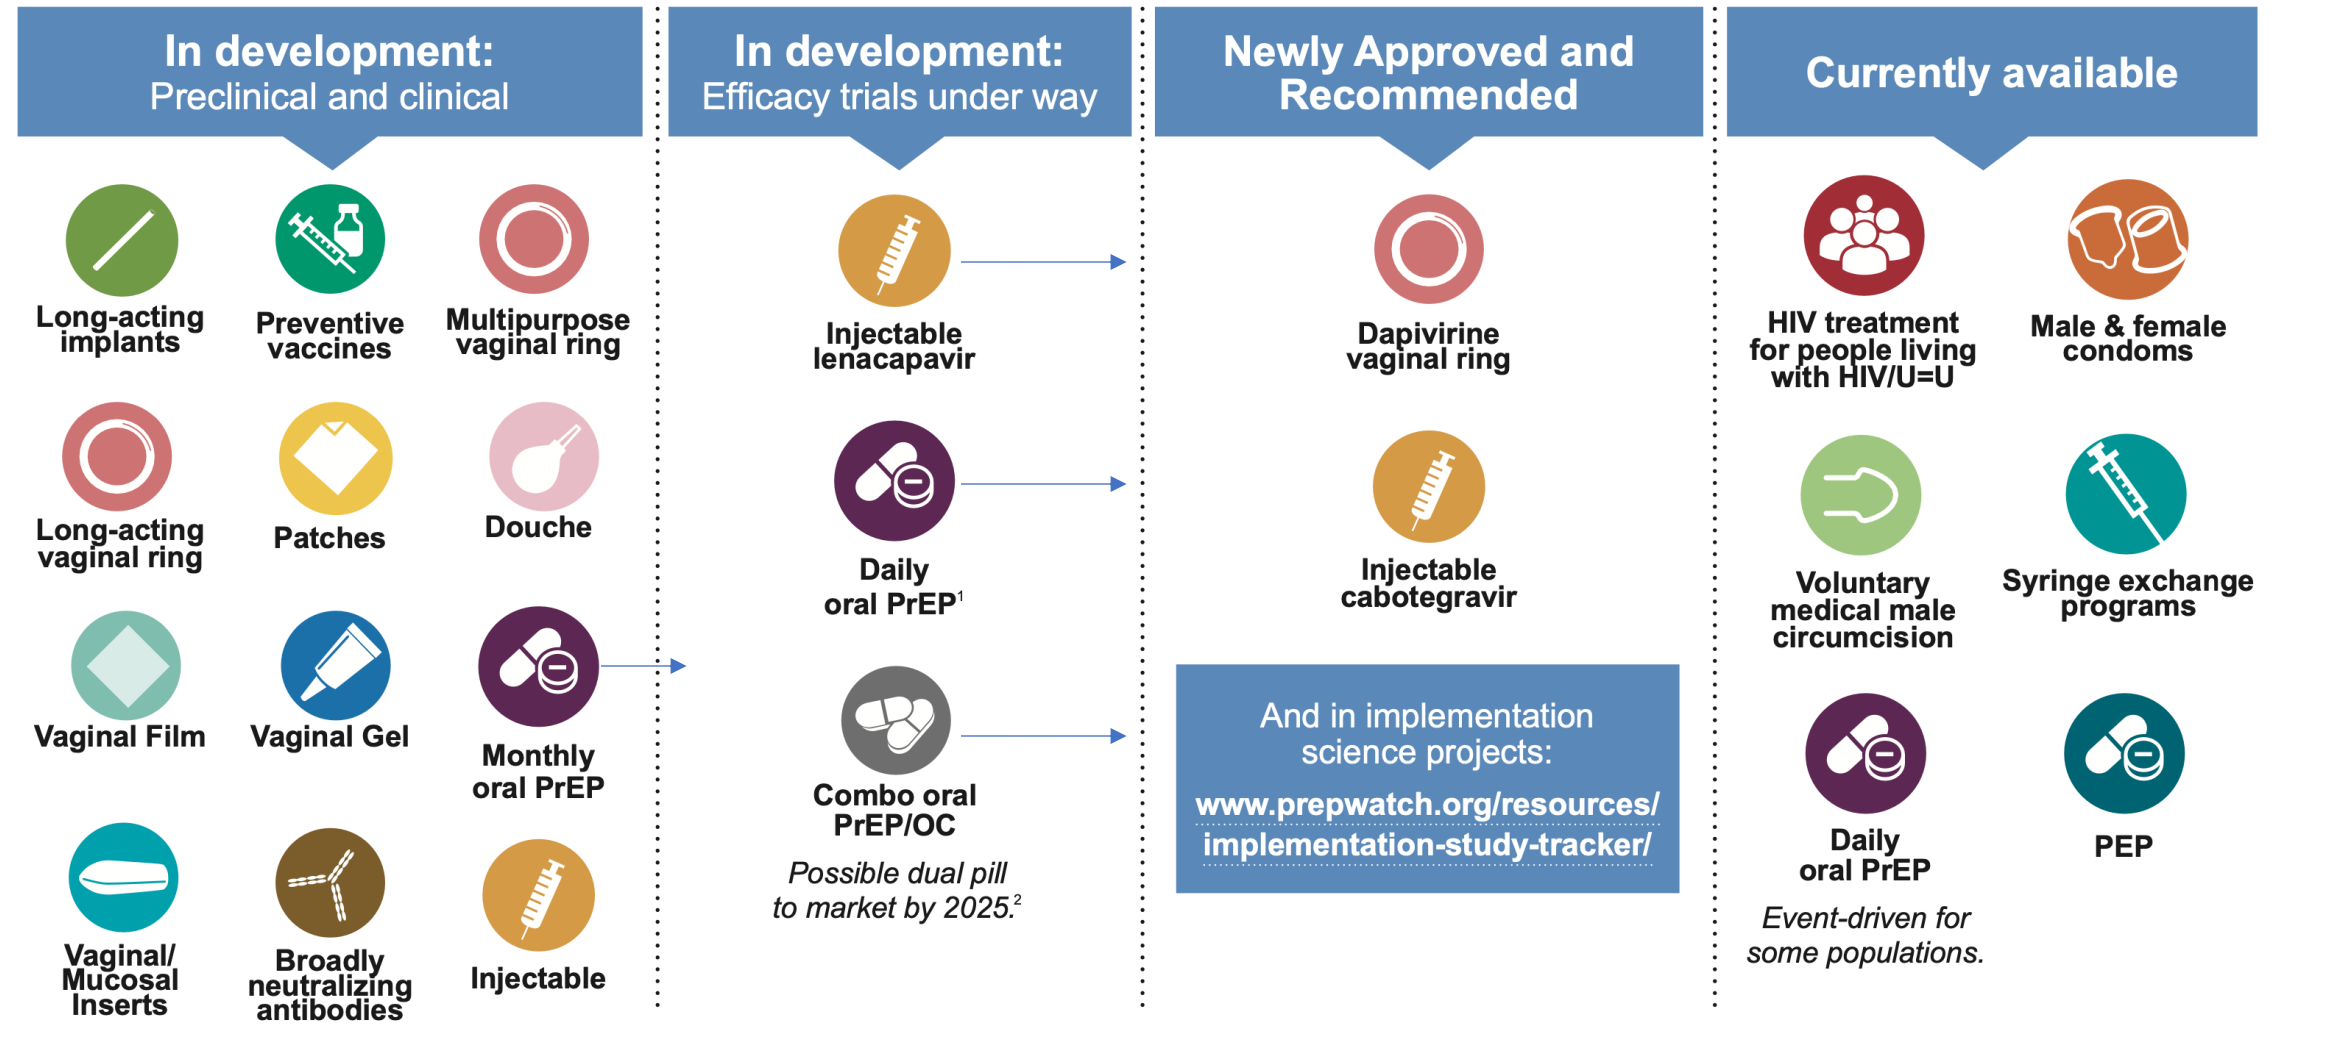 In development:
Preclinical and clinical
Long-acting
implants
Preventive
vaccines
Multipurpose
vaginal ring
Long-acting
vaginal ring
Patches
Douche
Vaginal Film
Vaginal Gel
Monthly
oral PrEP
Vaginal/
Mucosal
Inserts
Broadly
neutralizing
antibodies
Injectable
In development:
Efficacy trials under way
Injectable
lenacapavir
Daily
oral PrEP¹
Combo oral
PrEP/OC
Possible dual pill
to market by 2025.²
Newly Approved and
Recommended
Dapivirine
vaginal ring
Injectable
cabotegravir
And in implementation
science projects:
www.prepwatch.org/resources/
implementation-study-tracker/
Currently available
HIV treatment
for people living
with HIV/U=U
Male & female
condoms
Voluntary
medical male
circumcision
Syringe exchange
programs
Daily
oral PrEP
Event-driven for
some populations.
PEP